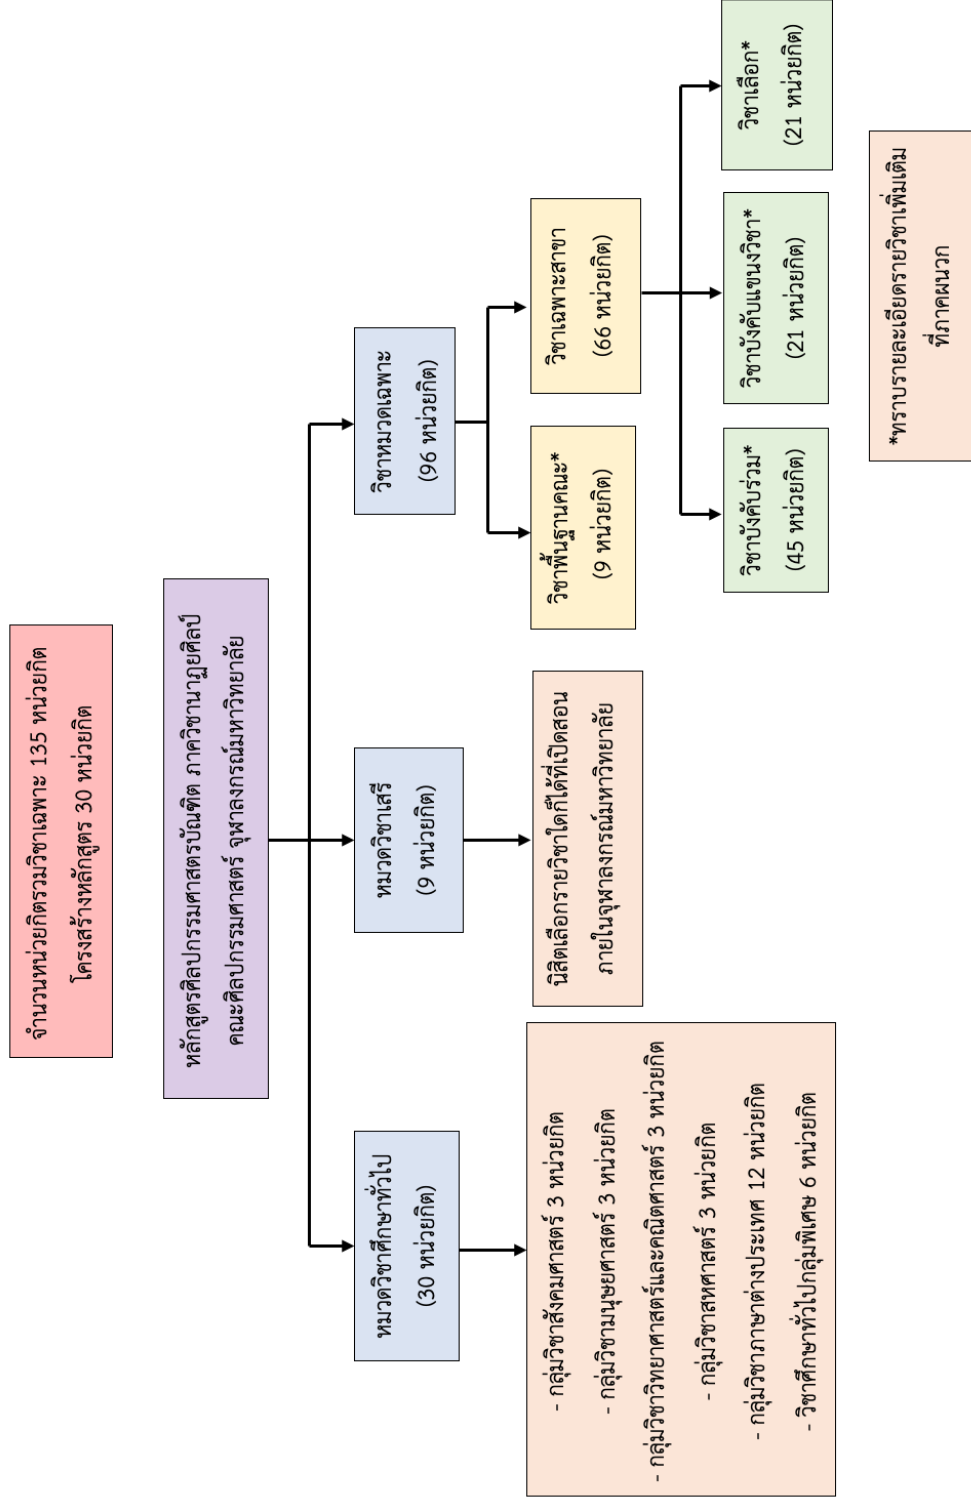 จำนวนหน่วยกิตรวมวิชาเฉพาะ 135 หน่วยกิต
โครงสร้างหลักสูตร 30 หน่วยกิต
หลักสูตรศิลปกรรมศาสตรบัณฑิต ภาควิชานาฏยศิลป์
คณะศิลปกรรมศาสตร์ จุฬาลงกรณ์มหาวิทยาลัย
หมวดวิชาศึกษาทั่วไป
(30 หน่วยกิต)
หมวดวิชาเสรี
(9 หน่วยกิต)
วิชาหมวดเฉพาะ
(96 หน่วยกิต)
- กลุ่มวิชาสังคมศาสตร์ 3 หน่วยกิต
- กลุ่มวิชามนุษยศาสตร์ 3 หน่วยกิต
- กลุ่มวิชาวิทยาศาสตร์และคณิตศาสตร์ 3 หน่วยกิต
- กลุ่มวิชาสหศาสตร์ 3 หน่วยกิต
- กลุ่มวิชาภาษาต่างประเทศ 12 หน่วยกิต
- วิชาศึกษาทั่วไปกลุ่มพิเศษ 6 หน่วยกิต
นิสิตเลือกรายวิชาใดก็ได้ที่เปิดสอน
ภายในจุฬาลงกรณ์มหาวิทยาลัย
วิชาพื้นฐานคณะ*
(9 หน่วยกิต)
วิชาเฉพาะสาขา
(66 หน่วยกิต)
วิชาบังคับร่วม*
(45 หน่วยกิต)
วิชาบังคับแขนงวิชา*
(21 หน่วยกิต)
วิชาเลือก*
(21 หน่วยกิต)
*ทราบรายละเอียดรายวิชาเพิ่มเติม
ที่ภาคผนวก